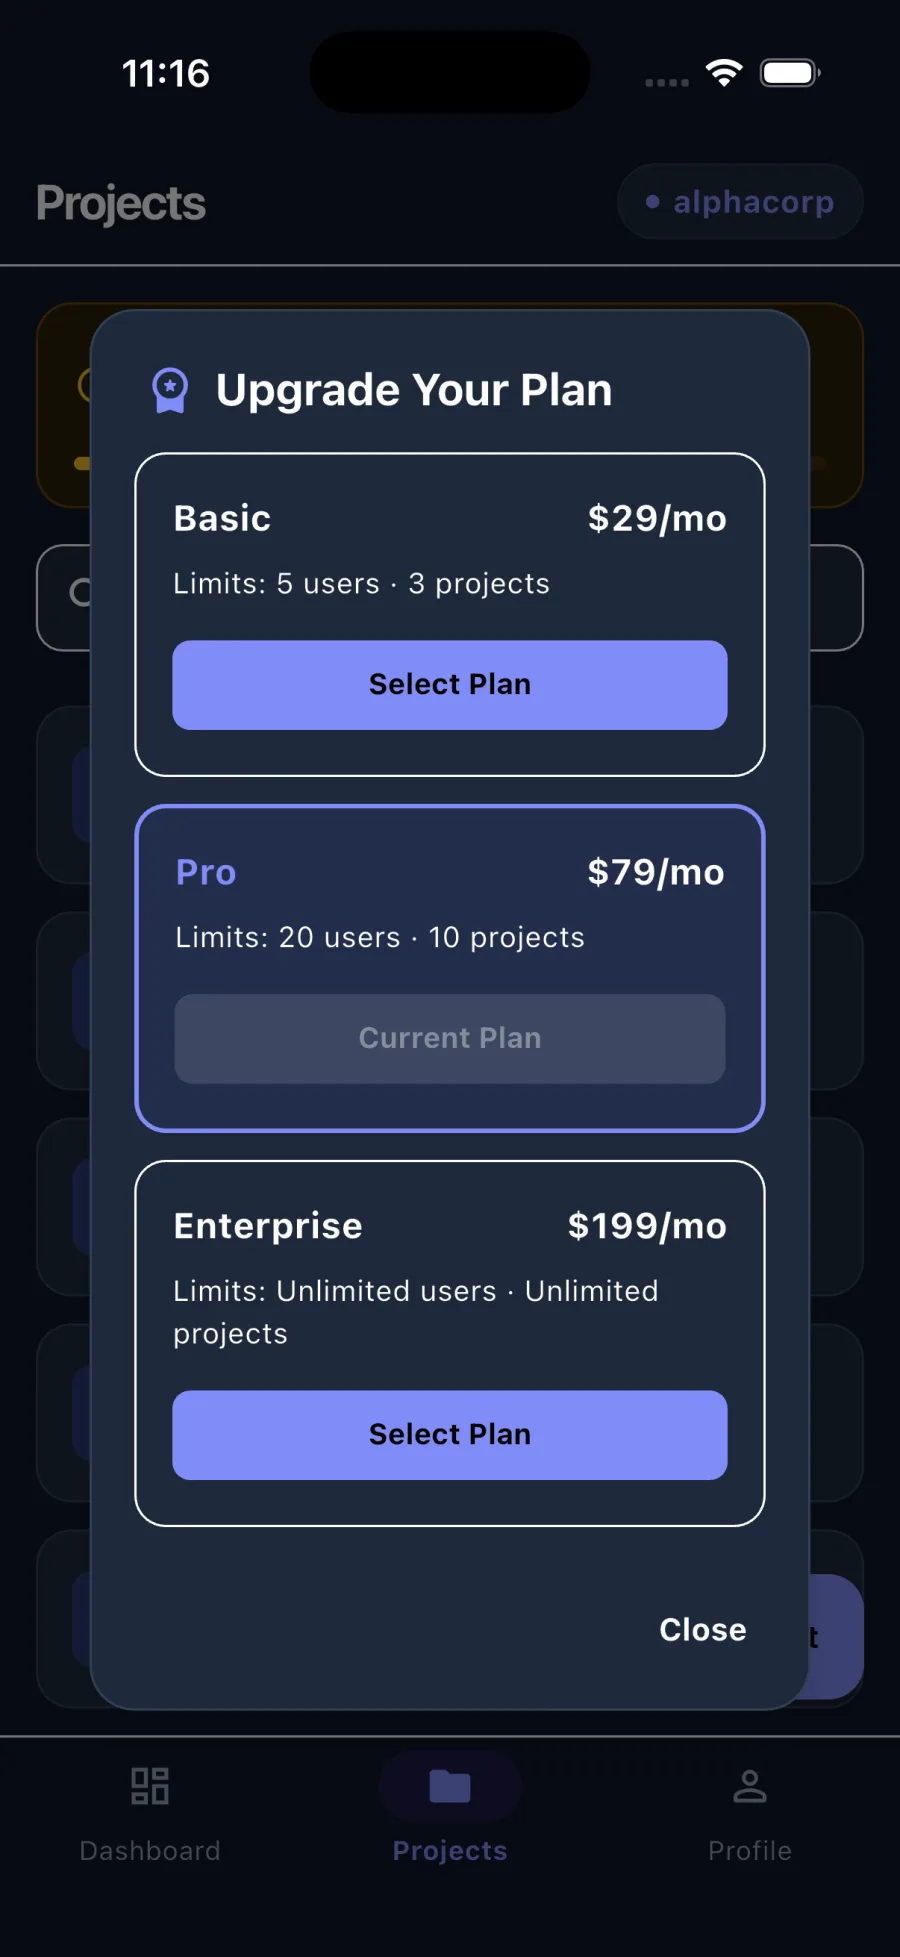 11:16
Projects
alphacorp
Upgrade Your Plan
Basic
$29/mo
Limits: 5 users · 3 projects
Select Plan
Pro
$79/mo
Limits: 20 users · 10 projects
Current Plan
Enterprise
$199/mo
Limits: Unlimited users · Unlimited
projects
Select Plan
Close
t
Dashboard
Projects
Profile